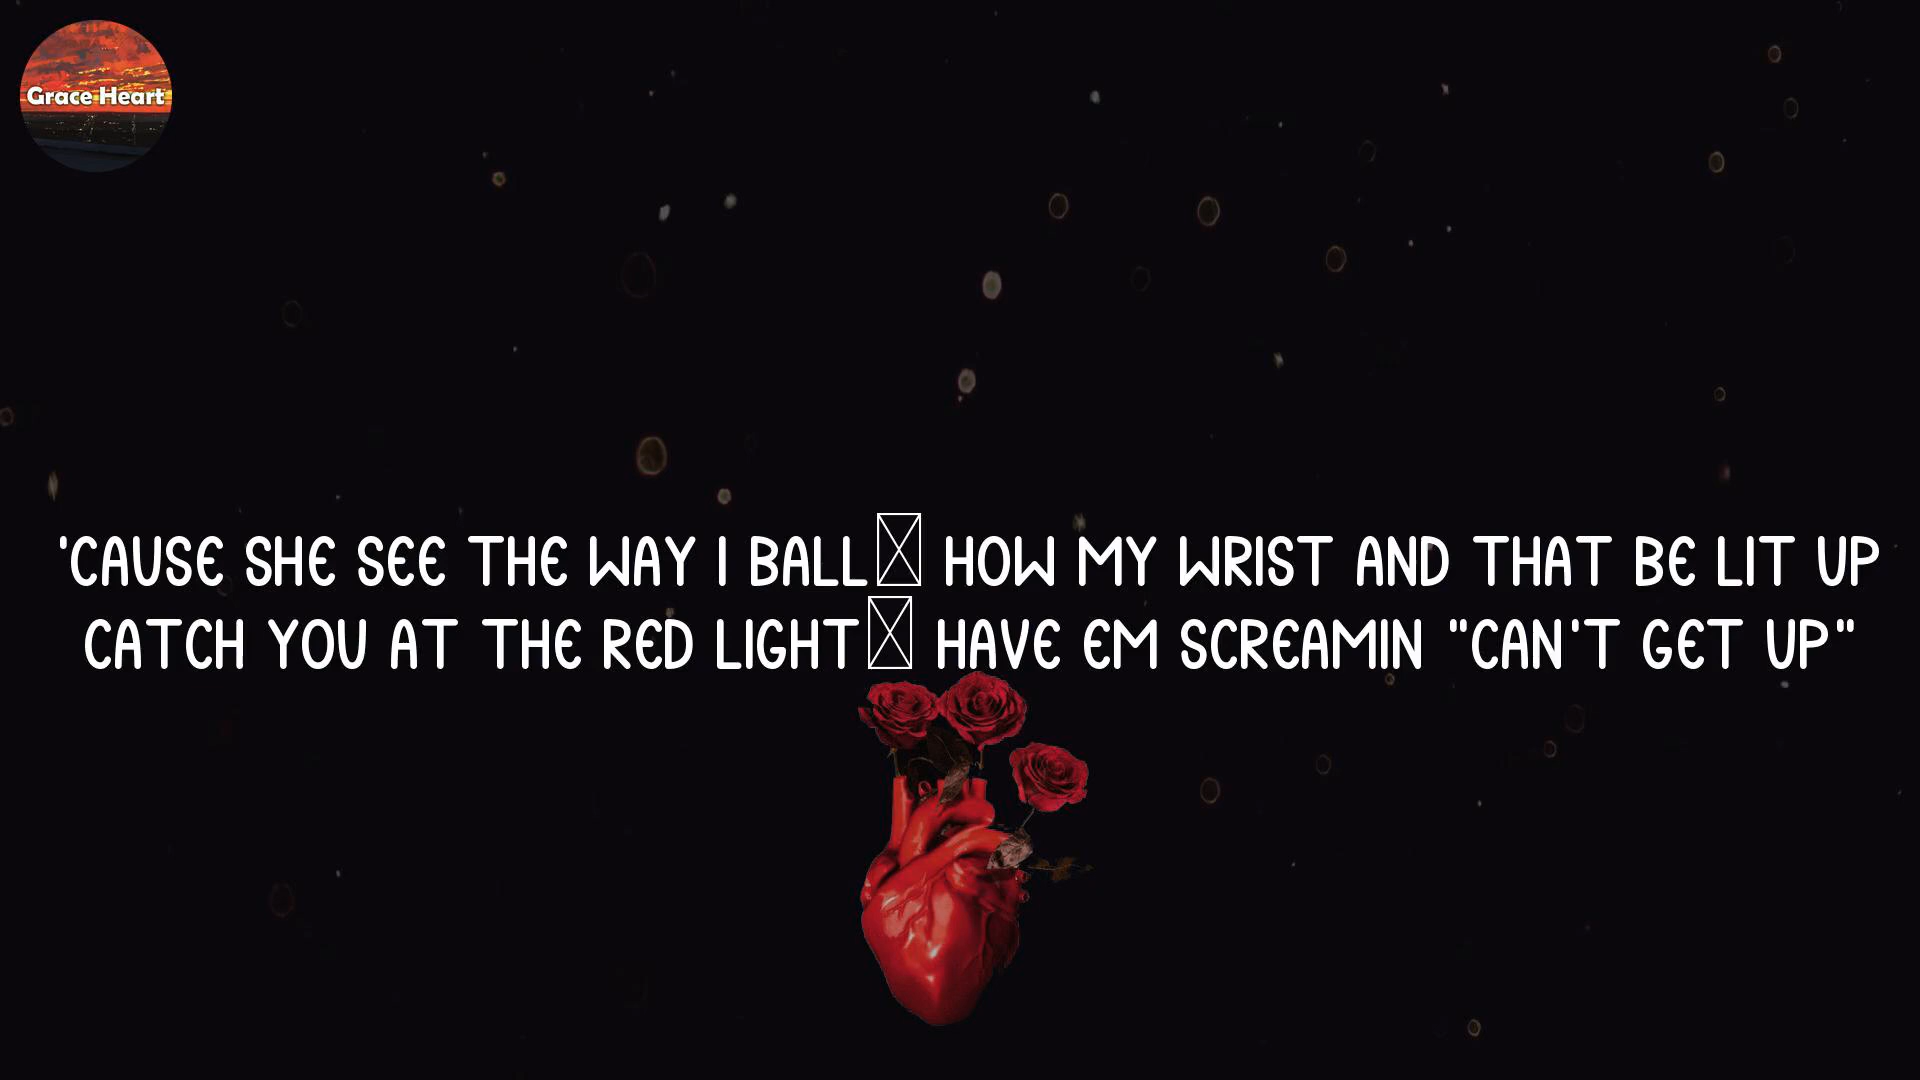 Grace Heart
'CAUSE SHE SEE THE WAY I BALL☒ HOW MY WRIST AND THAT BE LIT UP
CATCH YOU AT THE RED LIGHT☒ HAVE EM SCREAMIN "CAN'T GET UP"